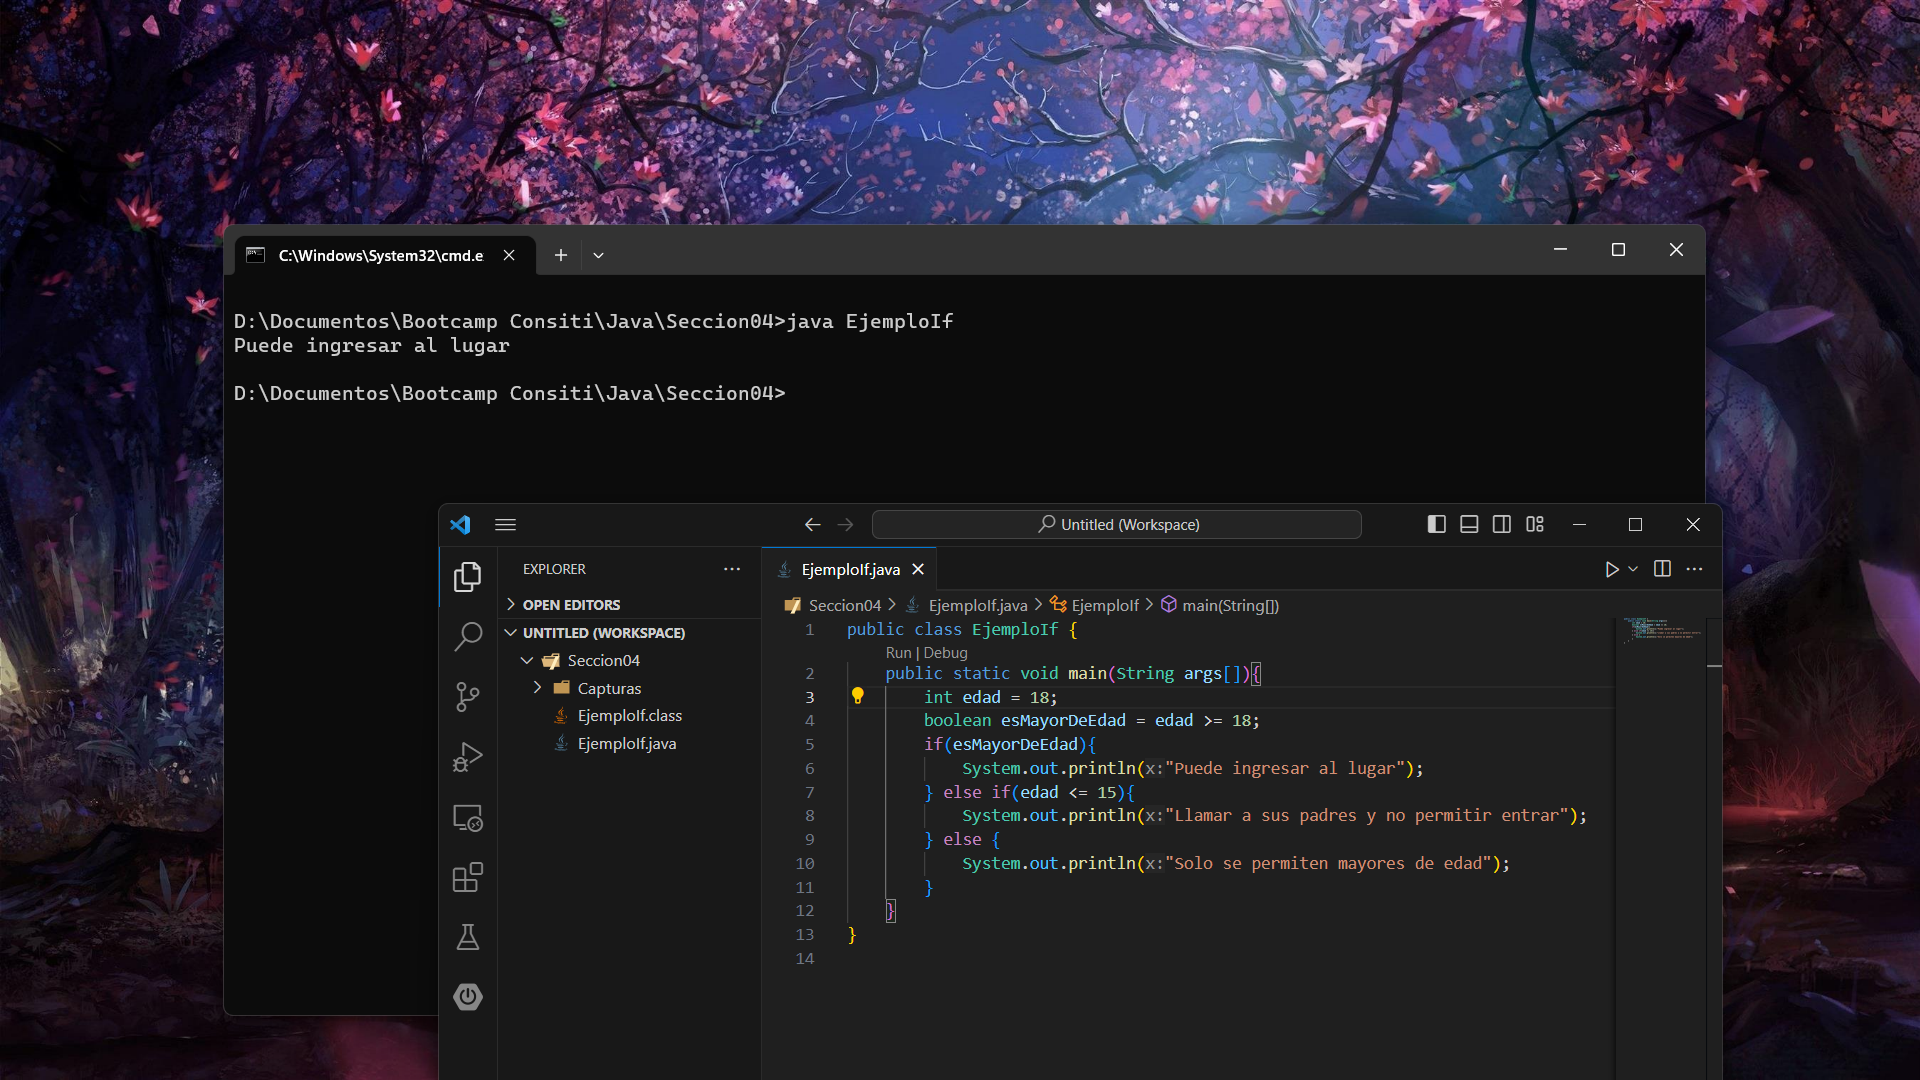 C:\Windows\System32\cmd.e
D:\Documentos\Bootcamp Consiti\Java\Seccion04>java EjemploIf
Puede ingresar al lugar
D:\Documentos\Bootcamp Consiti\Java\Seccion04>
Untitled (Workspace)
EXPLORER
OPEN EDITORS
UNTITLED (WORKSPACE)
Seccion04
Capturas
EjemploIf.class
EjemploIf.java
EjemploIf.java
Seccion04 > EjemploIf.java > EjemploIf > main(String[])
1 public class EjemploIf {
Run | Debug
2 public static void main(String args[]){
3 int edad = 18;
4 boolean esMayorDeEdad = edad >= 18;
5 if(esMayorDeEdad){
6 System.out.println(x:"Puede ingresar al lugar");
7 } else if(edad <= 15){
8 System.out.println(x:"Llamar a sus padres y no permitir entrar");
9 } else {
10 System.out.println(x:"Solo se permiten mayores de edad");
11 }
12 }
13 }
14